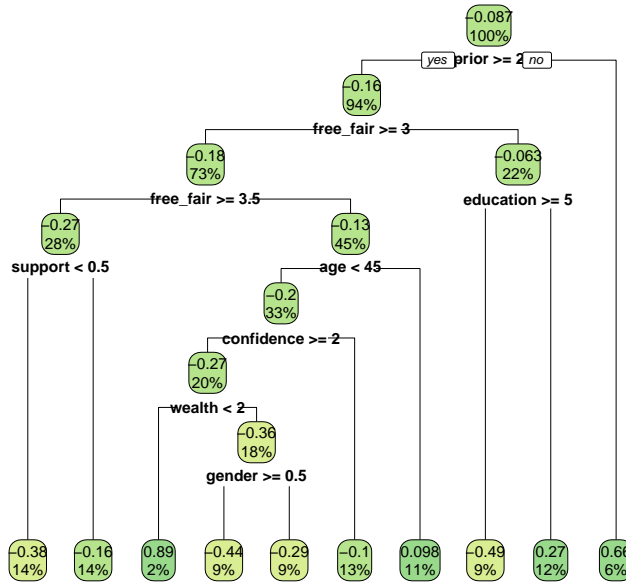 −0.087
100%
yes prior >= 2 no
−0.16
94%
free_fair >= 3
−0.18 −0.063
73% 22%
free_fair >= 3.5 education >= 5
−0.27 −0.13
28% 45%
support < 0.5 age < 45
−0.2
33%
confidence >= 2
−0.27
20%
wealth < 2
−0.36
18%
gender >= 0.5
−0.38 −0.16 0.89 −0.44 −0.29 −0.1 0.098 −0.49 0.27 0.66
14% 14% 2% 9% 9% 13% 11% 9% 12% 6%